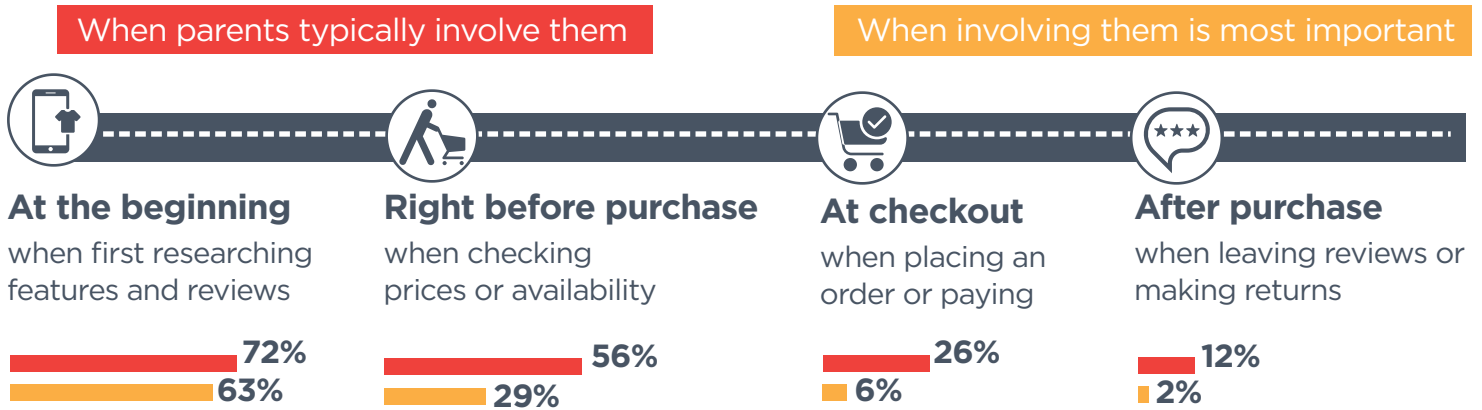 When parents typically involve them
When involving them is most important
At the beginning
when first researching
features and reviews
72%
63%
Right before purchase
when checking
prices or availability
56%
29%
At checkout
when placing an
order or paying
26%
6%
After purchase
when leaving reviews or
making returns
12%
2%